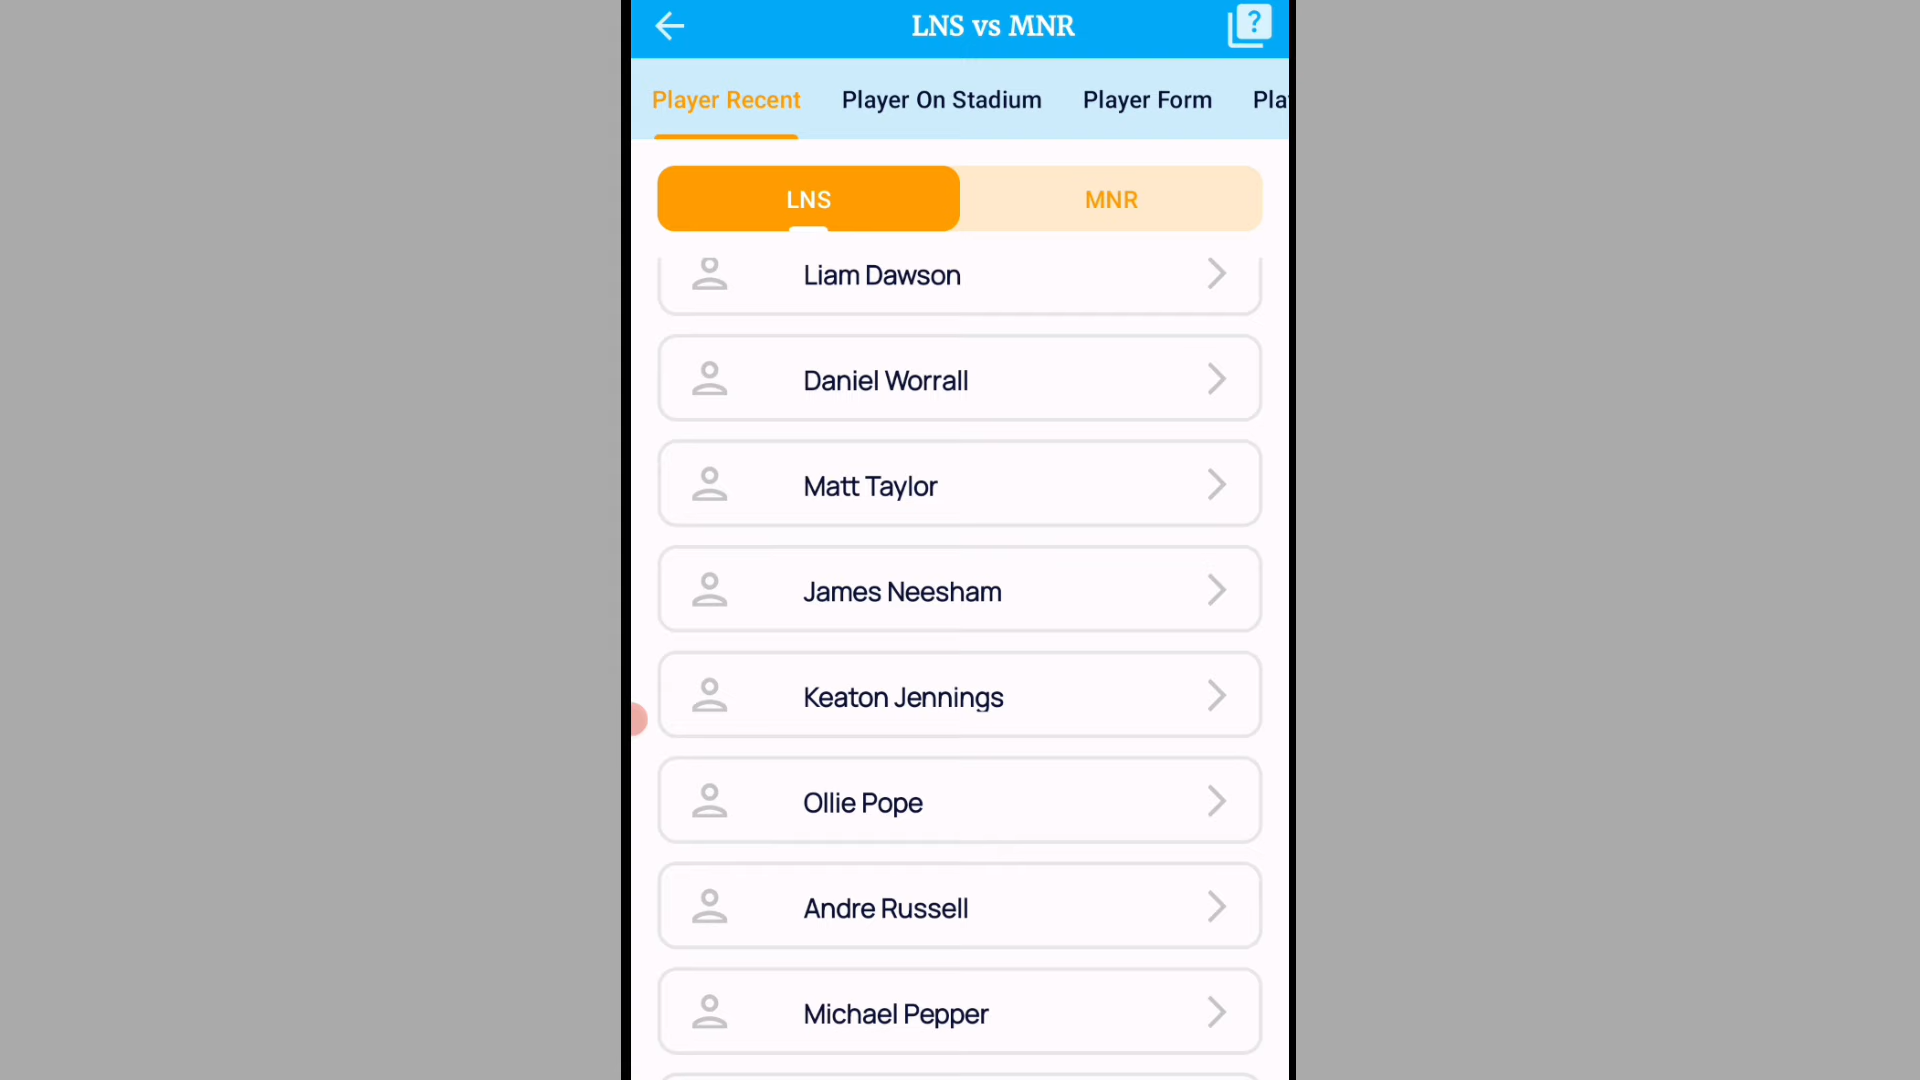 LNS vs MNR
?
Player Recent
Player On Stadium
Player Form
LNS
MNR
Liam Dawson
Daniel Worrall
Matt Taylor
James Neesham
Keaton Jennings
Ollie Pope
Andre Russell
Michael Pepper